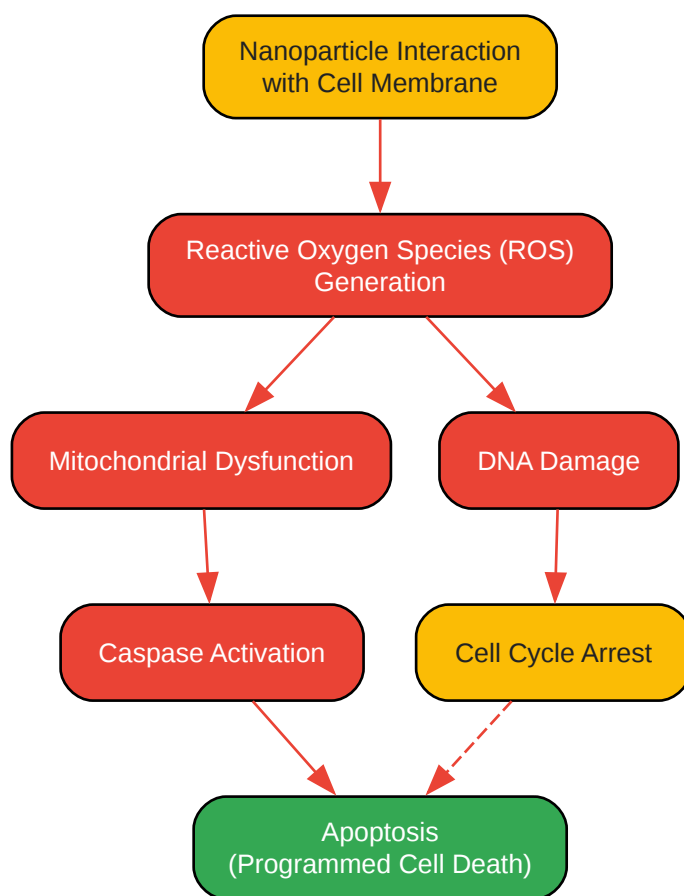 Nanoparticle Interaction
with Cell Membrane
Reactive Oxygen Species (ROS)
Generation
Mitochondrial Dysfunction
DNA Damage
Caspase Activation
Cell Cycle Arrest
Apoptosis
(Programmed Cell Death)